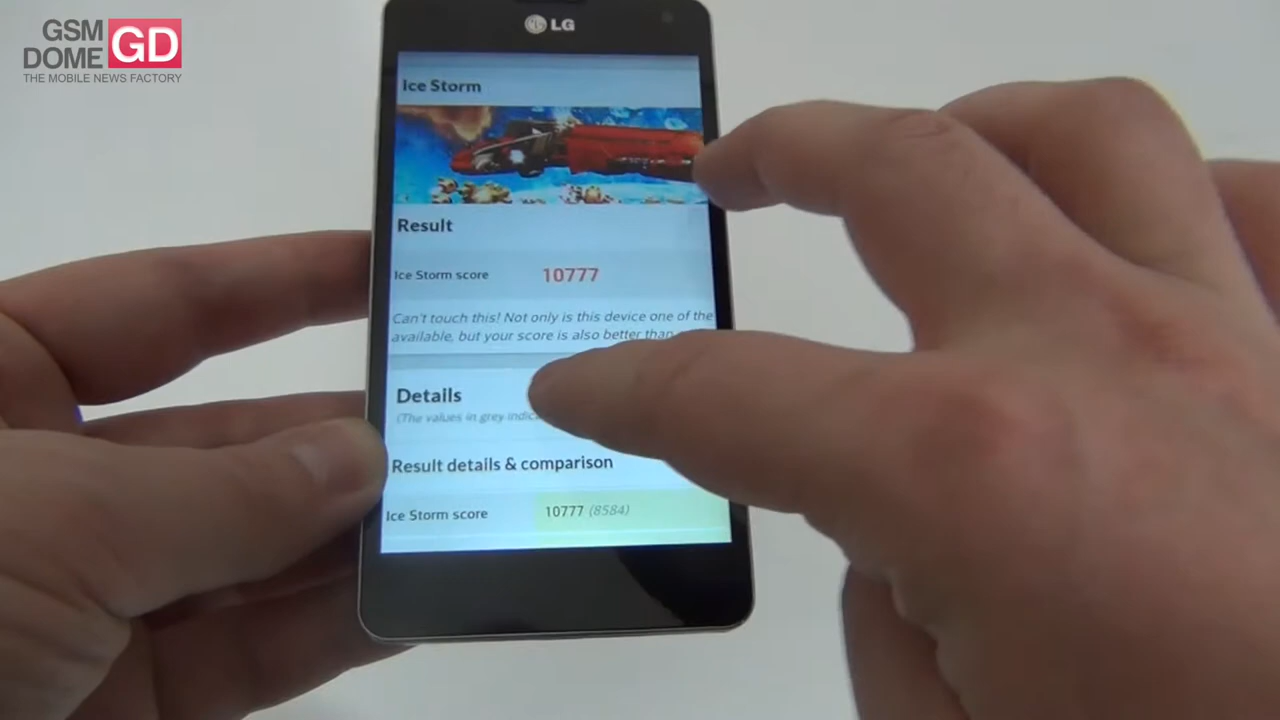 GSM
DOME GD
THE MOBILE NEWS FACTORY
LG
Ice Storm
Result
Ice Storm score 10777
Can't touch this! Not only is this device one of the
available, but your score is also better than
Details
(The values in grey
Result details & comparison
Ice Storm score 10777 (8584)